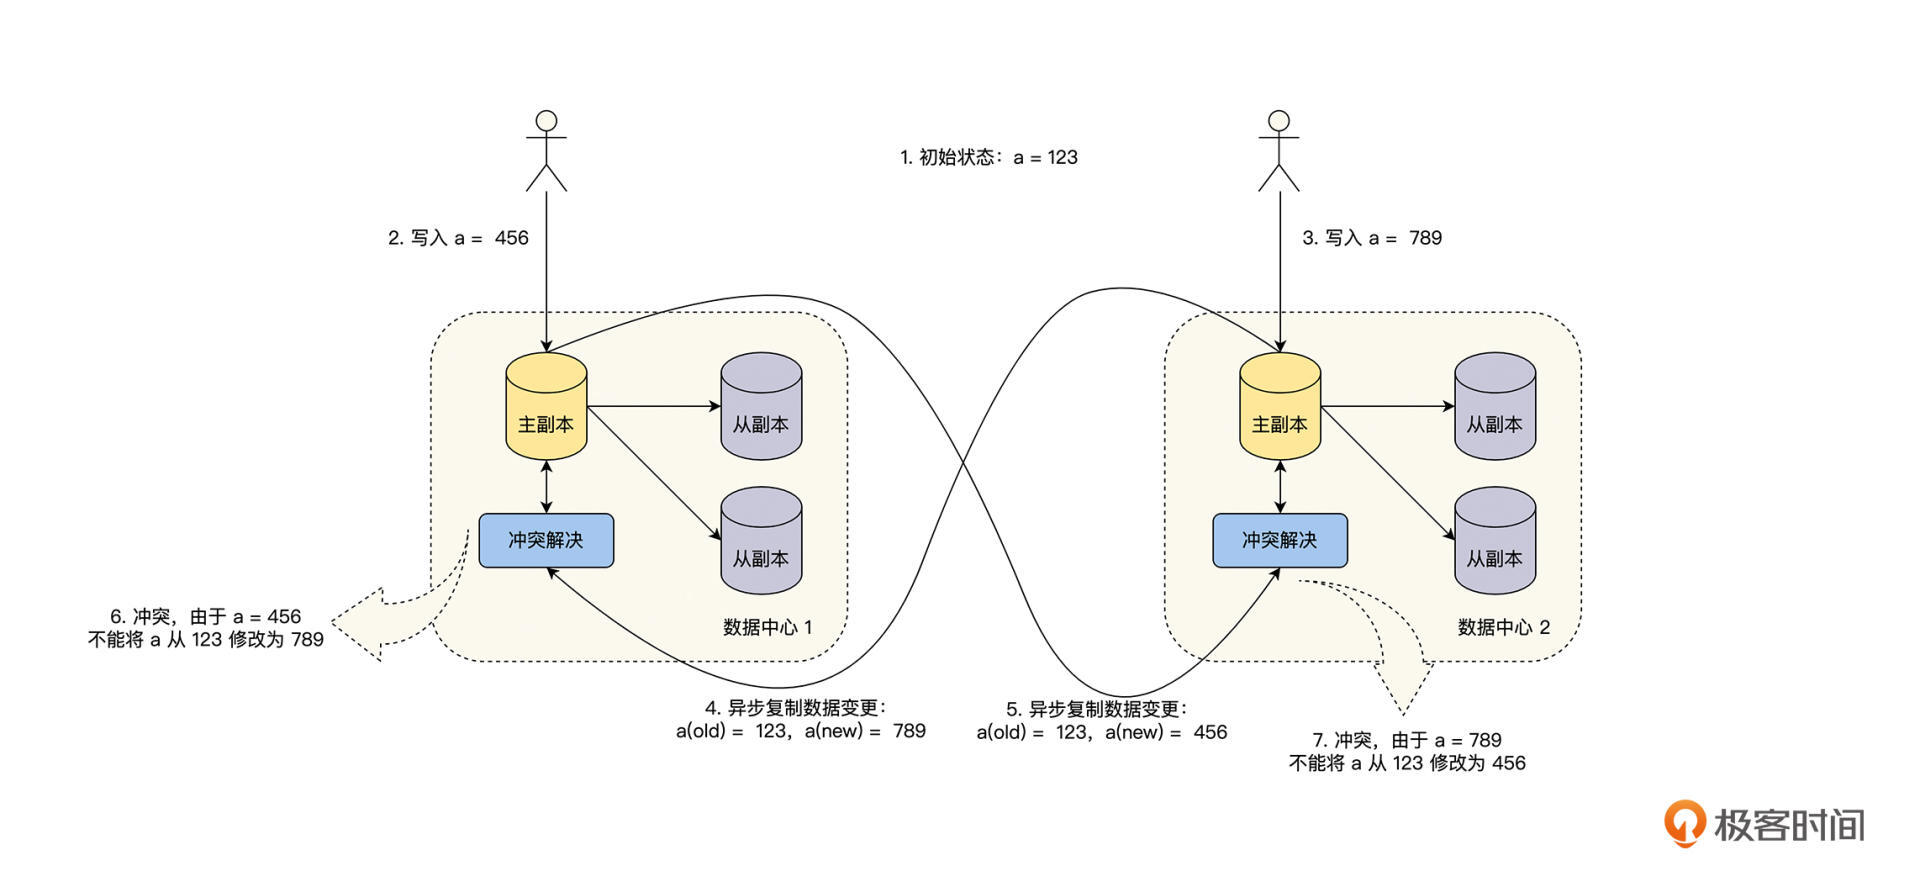 1. 初始状态：a = 123
2. 写入 a = 456
3. 写入 a = 789
主副本
从副本
主副本
从副本
冲突解决
从副本
冲突解决
从副本
6. 冲突，由于 a = 456
不能将 a 从 123 修改为 789
数据中心 1
数据中心 2
4. 异步复制数据变更：
a(old) = 123，a(new) = 789
5. 异步复制数据变更：
a(old) = 123，a(new) = 456
7. 冲突，由于 a = 789
不能将 a 从 123 修改为 456
极客时间